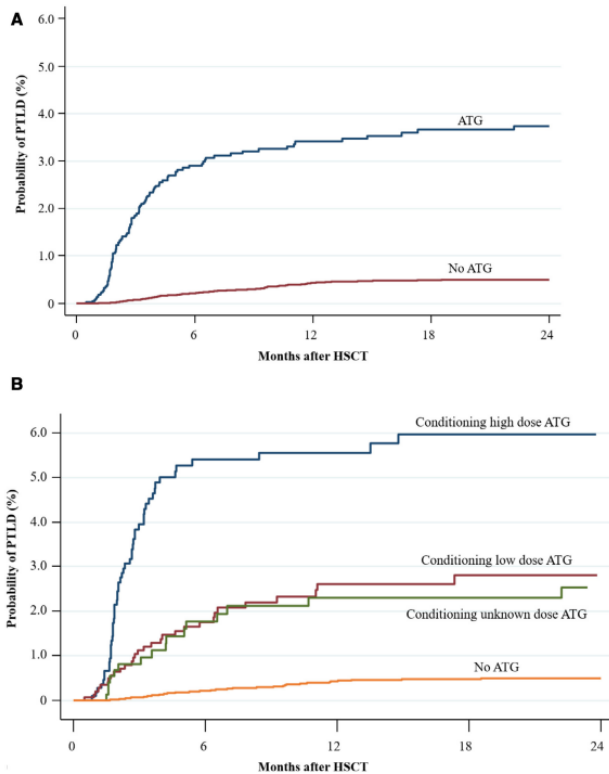 A
6.0
5.0
4.0
3.0
2.0
1.0
0
Probability of PTLD (%)
ATG
No ATG
0 6 12 18 24
Months after HSCT
B
6.0
5.0
4.0
3.0
2.0
1.0
0
Probability of PTLD (%)
Conditioning high dose ATG
Conditioning low dose ATG
Conditioning unknown dose ATG
No ATG
0 6 12 18 24
Months after HSCT